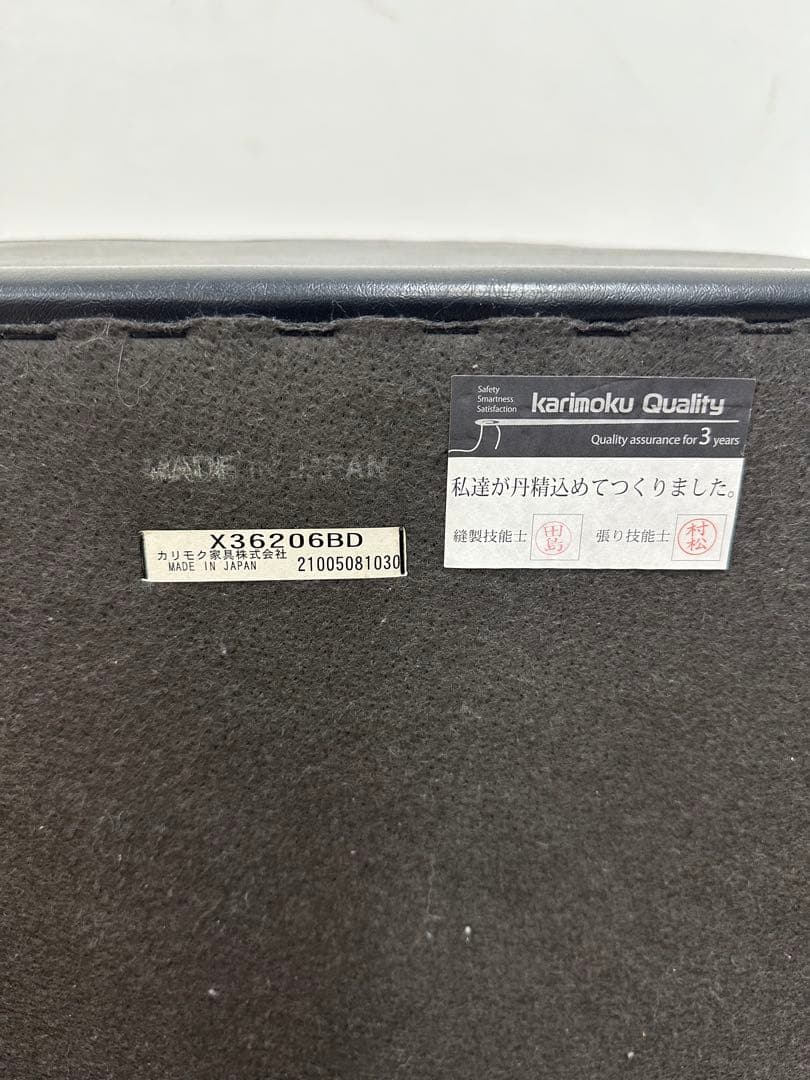 Safety
Smartness
Satisfaction
karimoku Quality
Quality assurance for 3 years
私達が丹精込めてつくりました。
縫製技能士 田島 張り技能士 村松
MADE IN JAPAN
X36206BD
カリモク家具株式会社
MADE IN JAPAN 21005081030